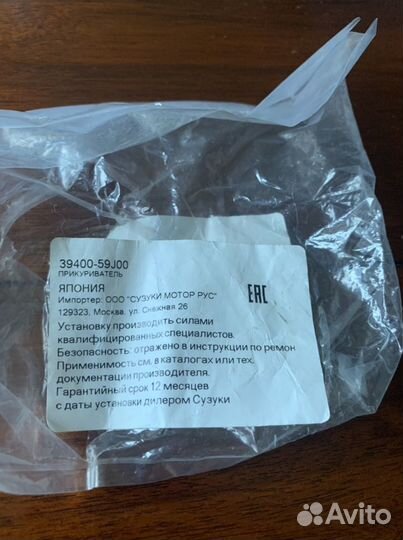 39400-59J00
ПРИКУРИВАТЕЛЬ
ЯПОНИЯ
Импортер: ООО "СУЗУКИ МОТОР РУС"
129323, Москва, ул. Снежная 26
EAC
Установку производить силами
квалифицированных специалистов.
Безопасность: отражено в инструкции по ремон
Применимость см. в каталогах или тех.
документации производителя.
Гарантийный срок 12 месяцев
с даты установки дилером Сузуки
Avito